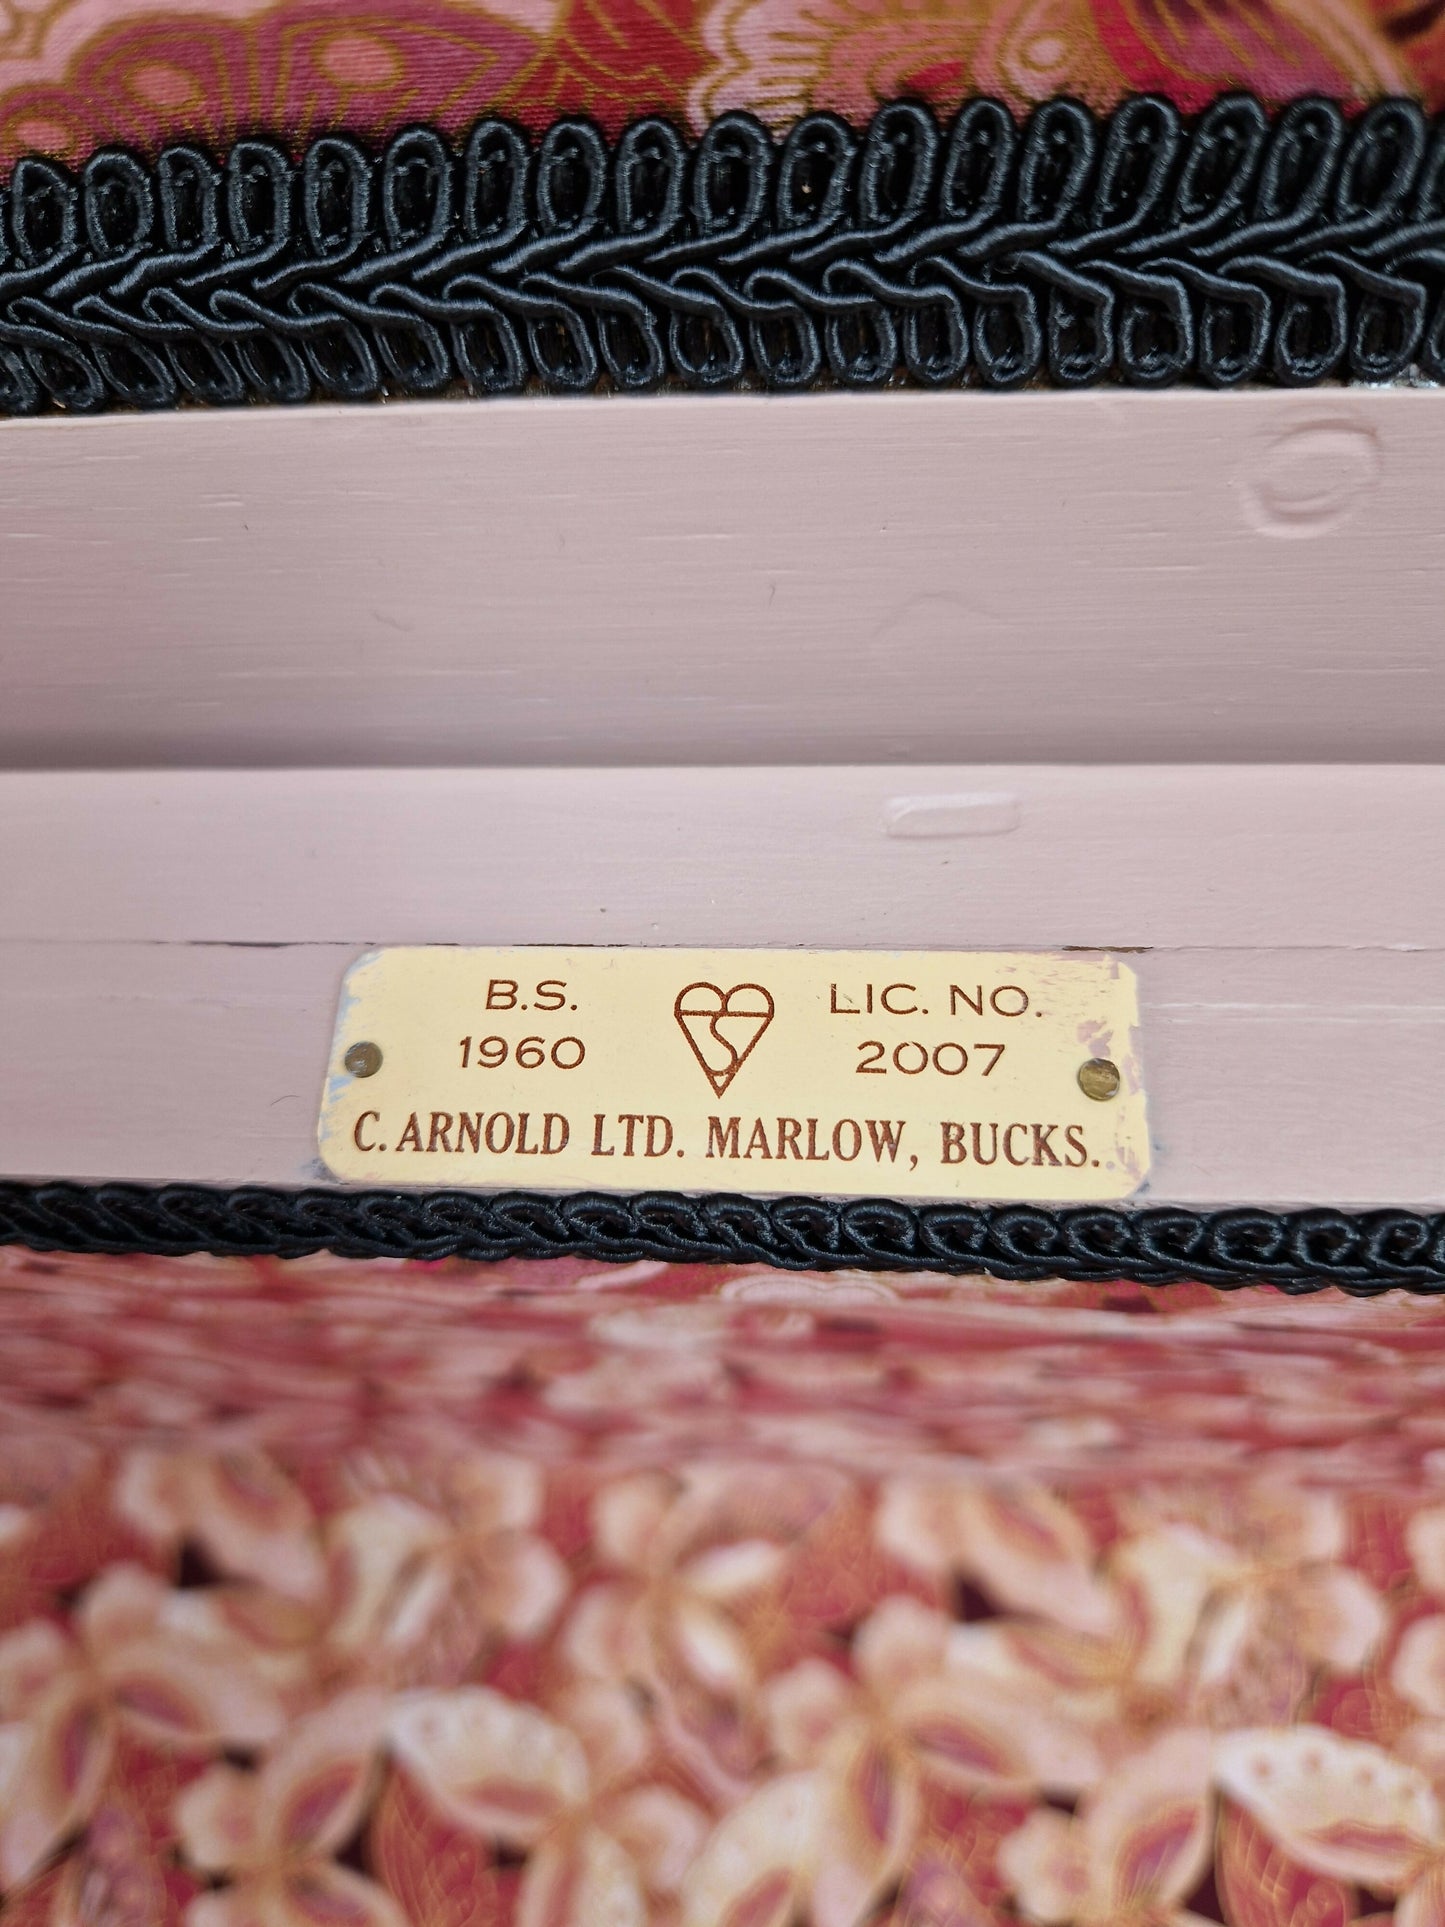 B.S. LIC. NO.
1960 2007
C. ARNOLD LTD. MARLOW, BUCKS.